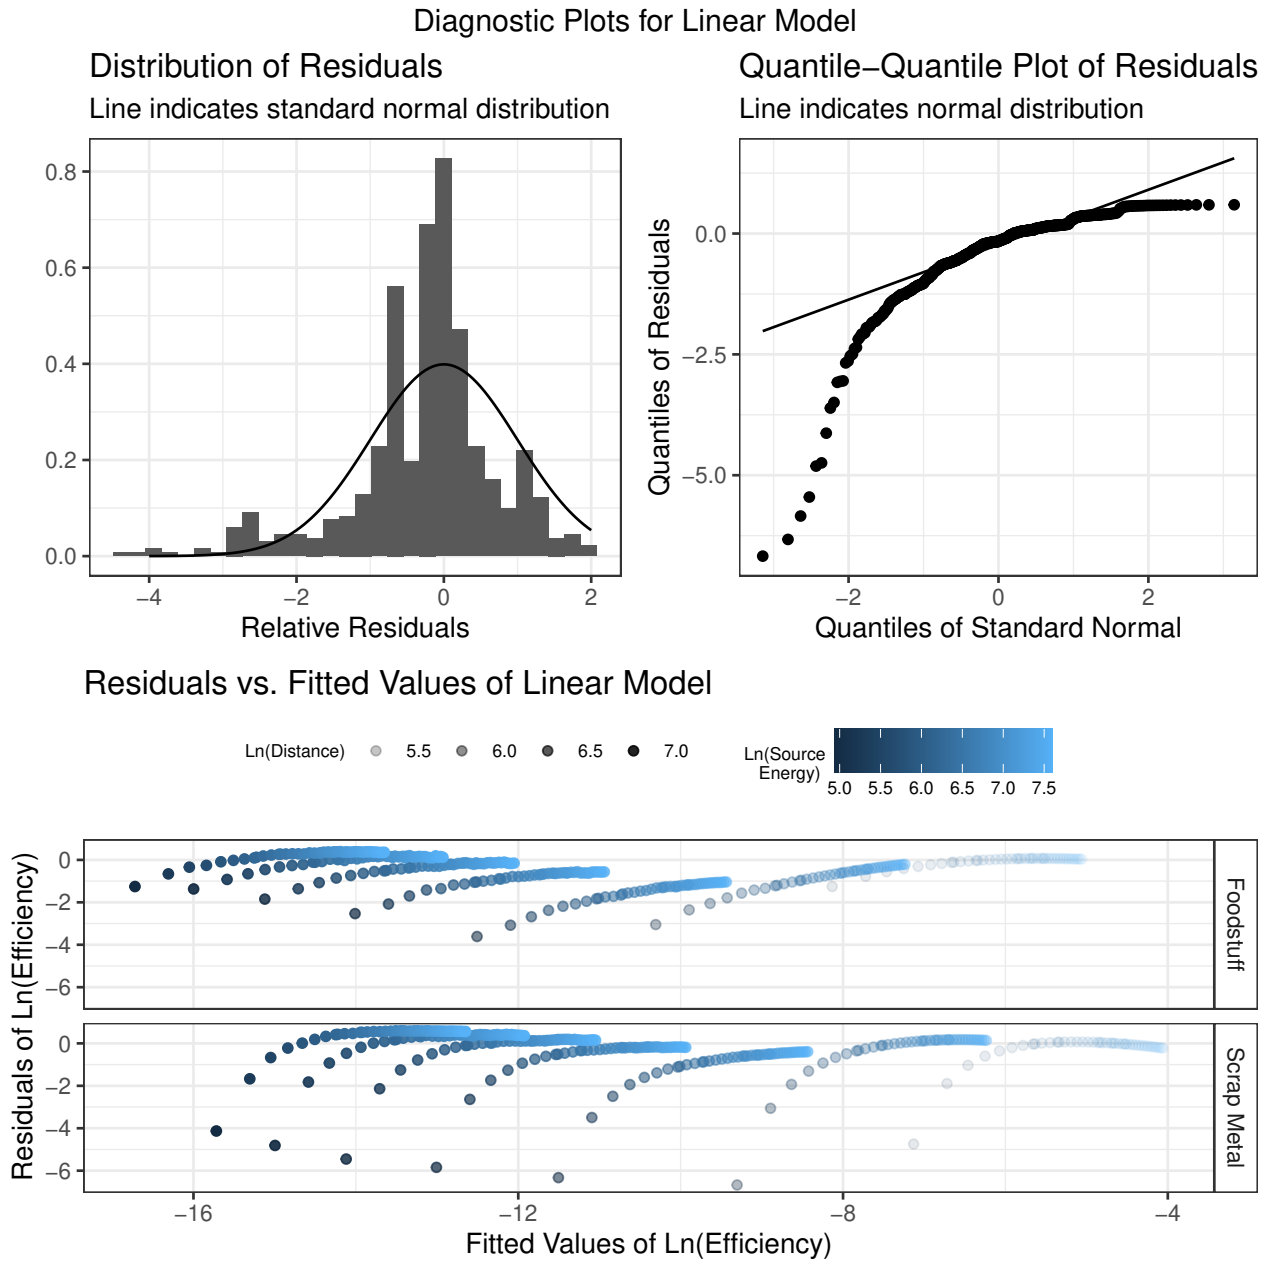 Diagnostic Plots for Linear Model
Distribution of Residuals
Line indicates standard normal distribution
0.8
0.6
0.4
0.2
0.0
−4 −2 0 2
Relative Residuals
Quantile−Quantile Plot of Residuals
Line indicates normal distribution
Quantiles of Residuals
0.0
−2.5
−5.0
−2 0 2
Quantiles of Standard Normal
Residuals vs. Fitted Values of Linear Model
Ln(Distance) 5.5 6.0 6.5 7.0
Ln(Source
Energy)
5.0 5.5 6.0 6.5 7.0 7.5
Residuals of Ln(Efficiency)
0
−2
−4
−6
Foodstuff
0
−2
−4
−6
Scrap Metal
−16 −12 −8 −4
Fitted Values of Ln(Efficiency)